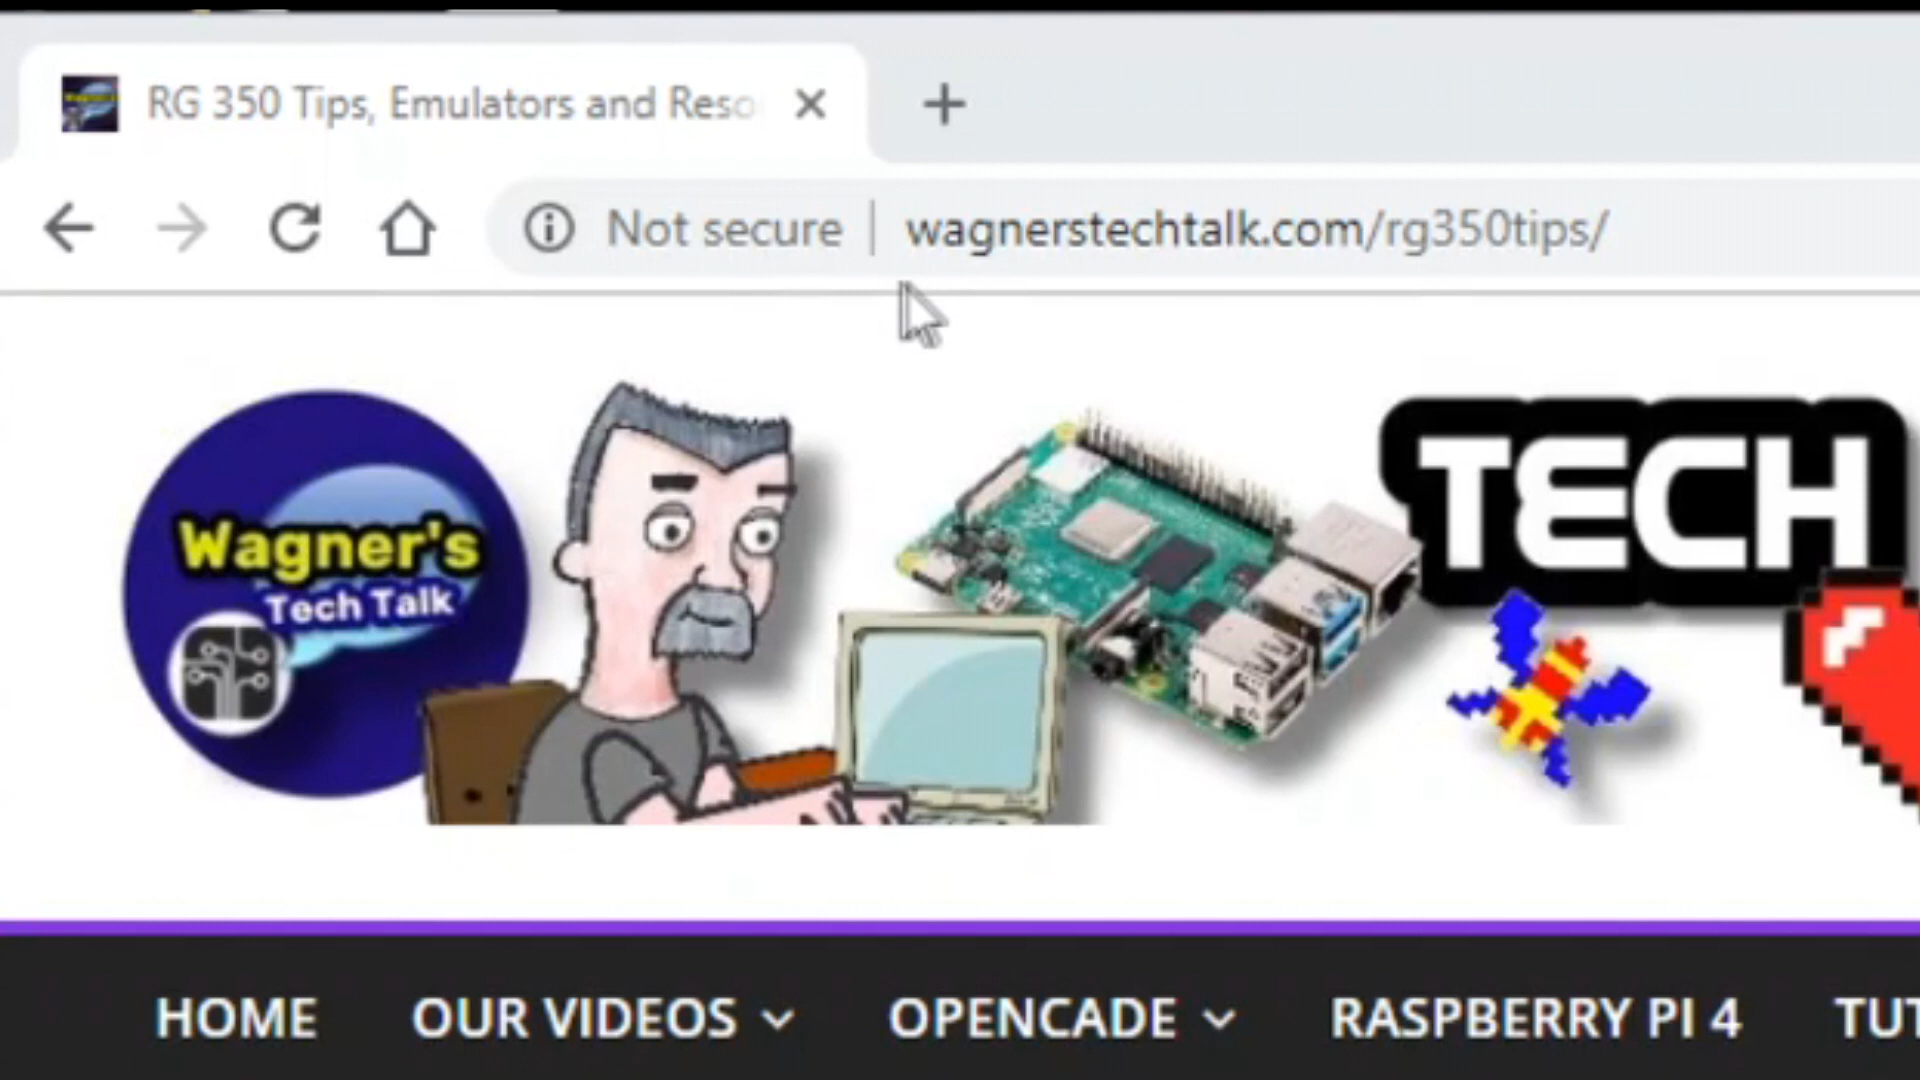 RG 350 Tips, Emulators and Reso
Not secure
wagnerstechtalk.com/rg350tips/
Wagner's
Tech Talk
TECH
HOME
OUR VIDEOS
OPENCADE
RASPBERRY PI 4
TUT